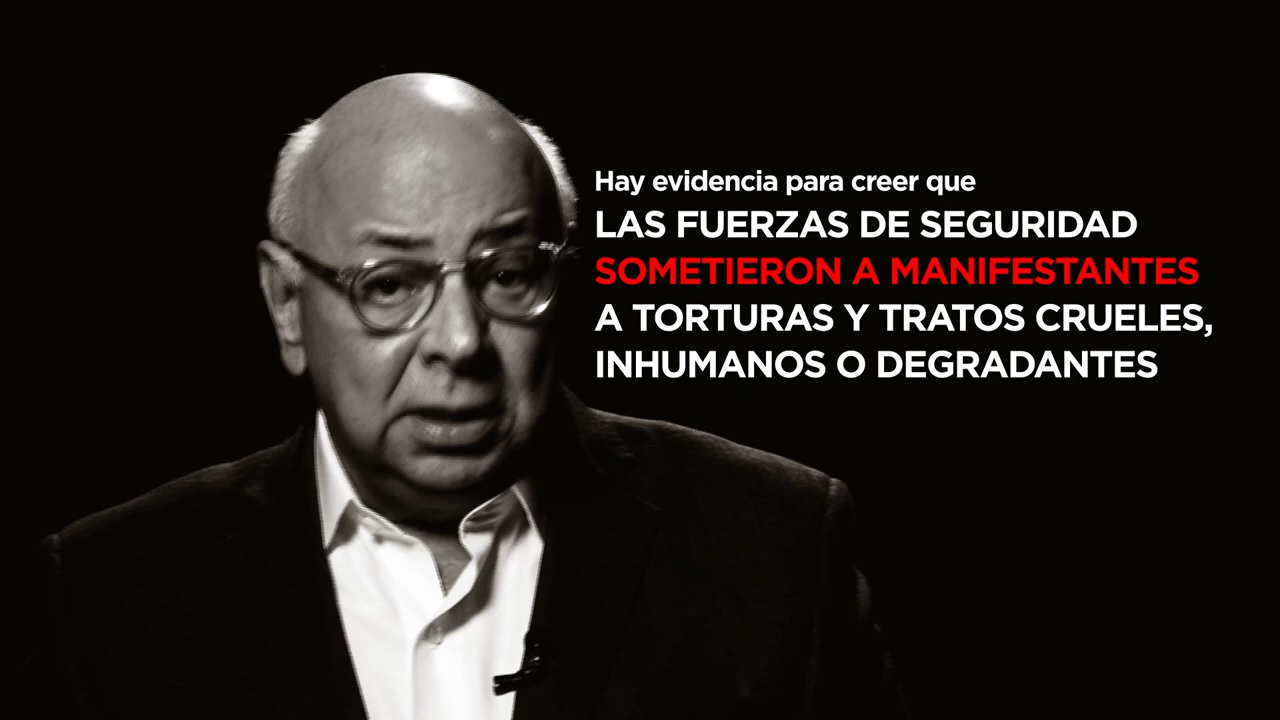 Hay evidencia para creer que
LAS FUERZAS DE SEGURIDAD
SOMETIERON A MANIFESTANTES
A TORTURAS Y TRATOS CRUELES,
INHUMANOS O DEGRADANTES